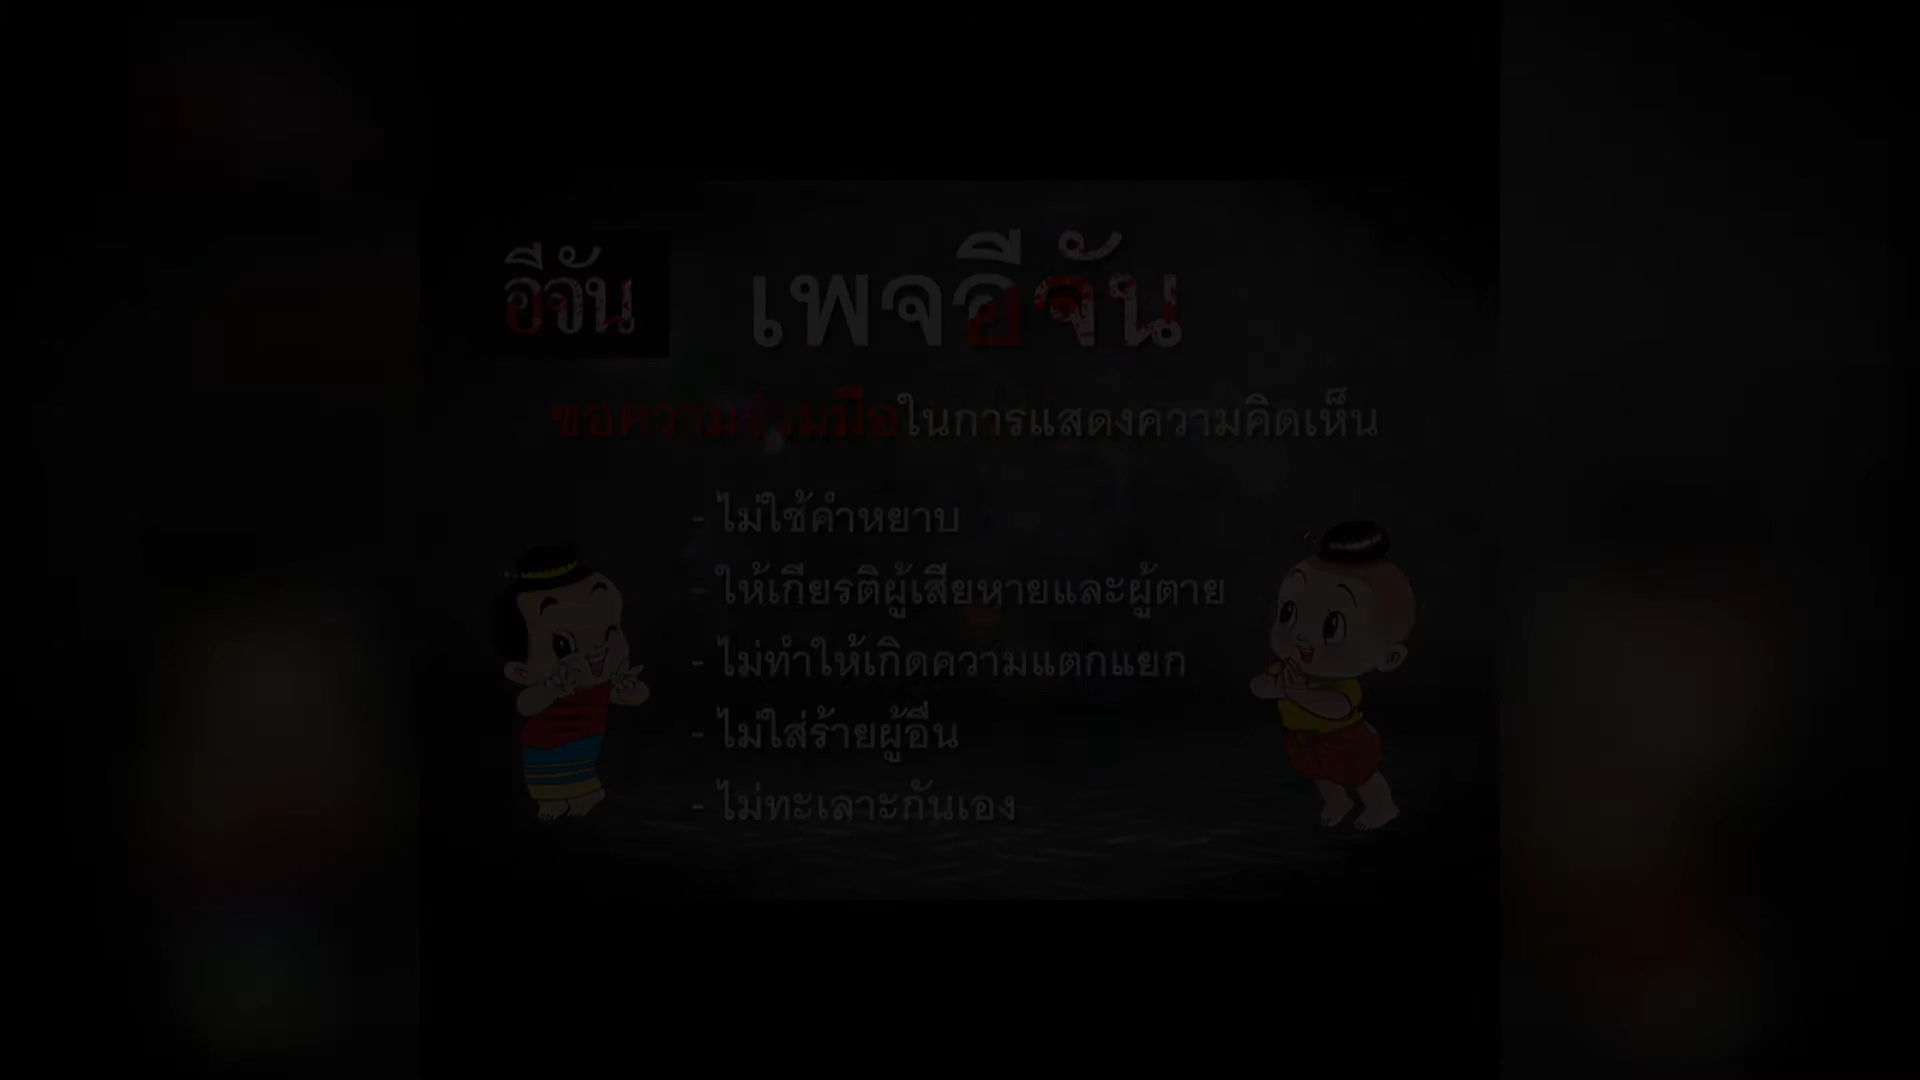 อีจัน
เพจอีจัน
ขอความร่วมมือในการแสดงความคิดเห็น
- ไม่ใช้คำหยาบ
- ให้เกียรติผู้เสียหายและผู้ตาย
- ไม่ทำให้เกิดความแตกแยก
- ไม่ใส่ร้ายผู้อื่น
- ไม่ทะเลาะกันเอง